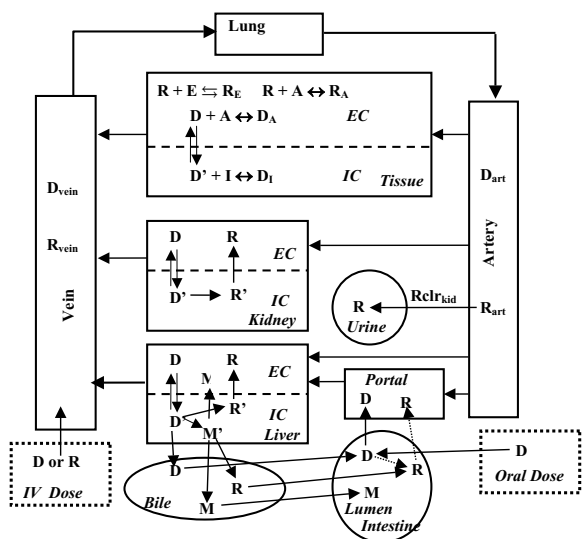 Lung
R + E ⇆ R_E R + A ↔ R_A
D + A ↔ D_A EC
D' + I ↔ D_I IC
Tissue
D_vein
R_vein
Vein
D_art
R_art
Artery
D R
EC
D' R' IC
Kidney
Rclr_kid
R
Urine
D R
M EC
D' R' IC
M' Liver
Portal
D R
D or R
IV Dose
D
R
M
Bile
D
R
M
Lumen
Intestine
D
Oral Dose